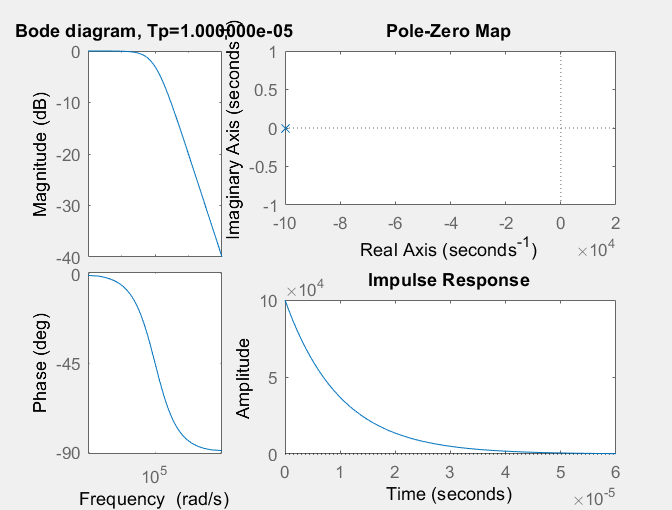 Bode diagram, Tp=1.000000e-05
Magnitude (dB)
0
-10
-20
-30
-40
Phase (deg)
0
-45
-90
10^5
Frequency (rad/s)
Pole-Zero Map
Imaginary Axis (seconds^-1)
1
0.5
0
-0.5
-1
-10 -8 -6 -4 -2 0 2
Real Axis (seconds^-1)
×10^4
Impulse Response
×10^4
Amplitude
10
5
0
0 1 2 3 4 5 6
Time (seconds)
×10^-5